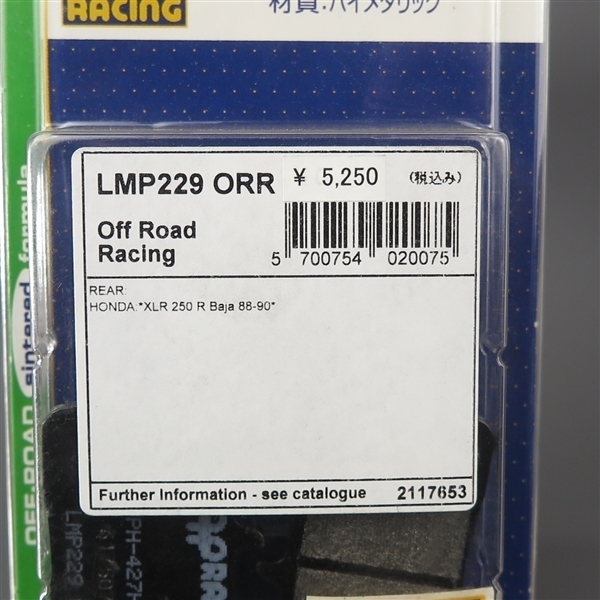 RACING
材質:ハイメタリック
LMP229 ORR
¥ 5,250 (税込み)
Off Road
Racing
5 700754 020075
REAR:
HONDA:*XLR 250 R Baja 88-90*
Further Information - see catalogue 2117653
OFF-ROAD sintered formula
LMP229